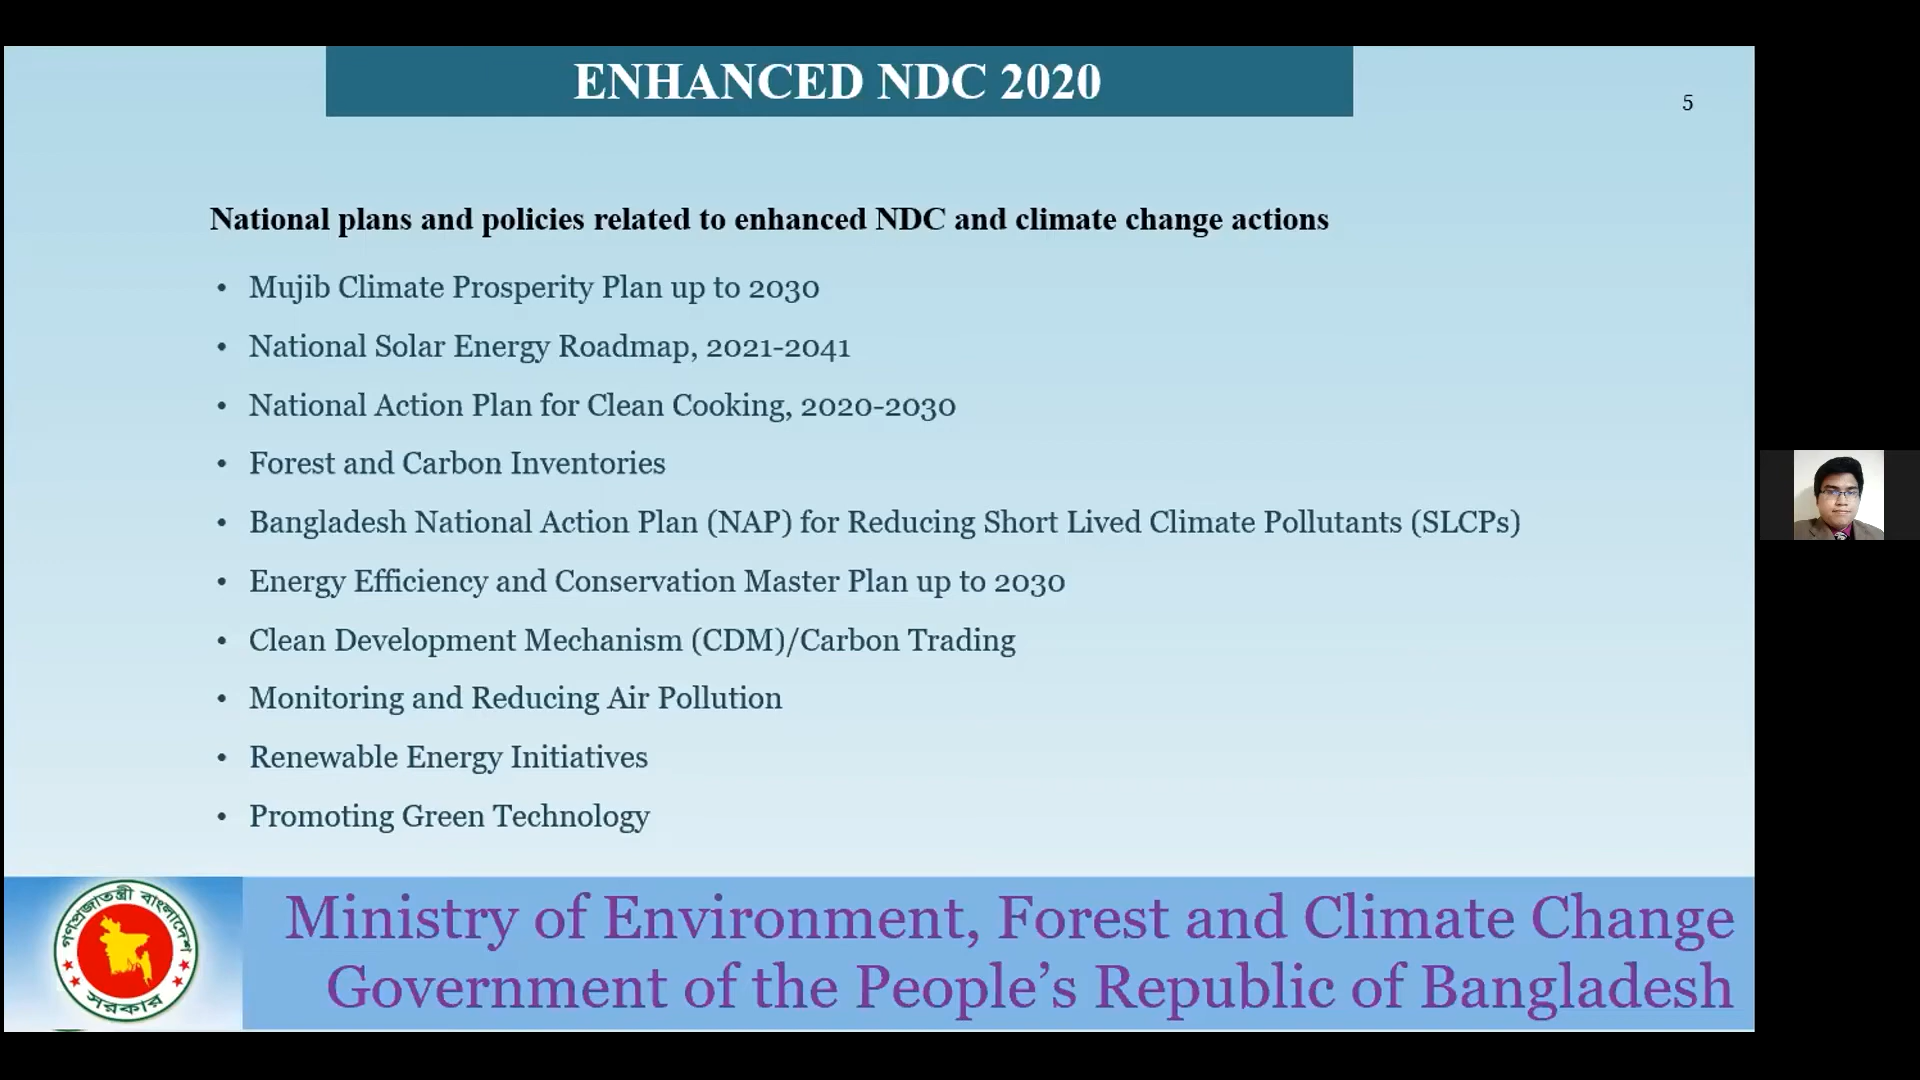 ENHANCED NDC 2020
5
National plans and policies related to enhanced NDC and climate change actions
• Mujib Climate Prosperity Plan up to 2030
• National Solar Energy Roadmap, 2021-2041
• National Action Plan for Clean Cooking, 2020-2030
• Forest and Carbon Inventories
• Bangladesh National Action Plan (NAP) for Reducing Short Lived Climate Pollutants (SLCPs)
• Energy Efficiency and Conservation Master Plan up to 2030
• Clean Development Mechanism (CDM)/Carbon Trading
• Monitoring and Reducing Air Pollution
• Renewable Energy Initiatives
• Promoting Green Technology
গণপ্রজাতন্ত্রী বাংলাদেশ
সরকার
Ministry of Environment, Forest and Climate Change
Government of the People’s Republic of Bangladesh